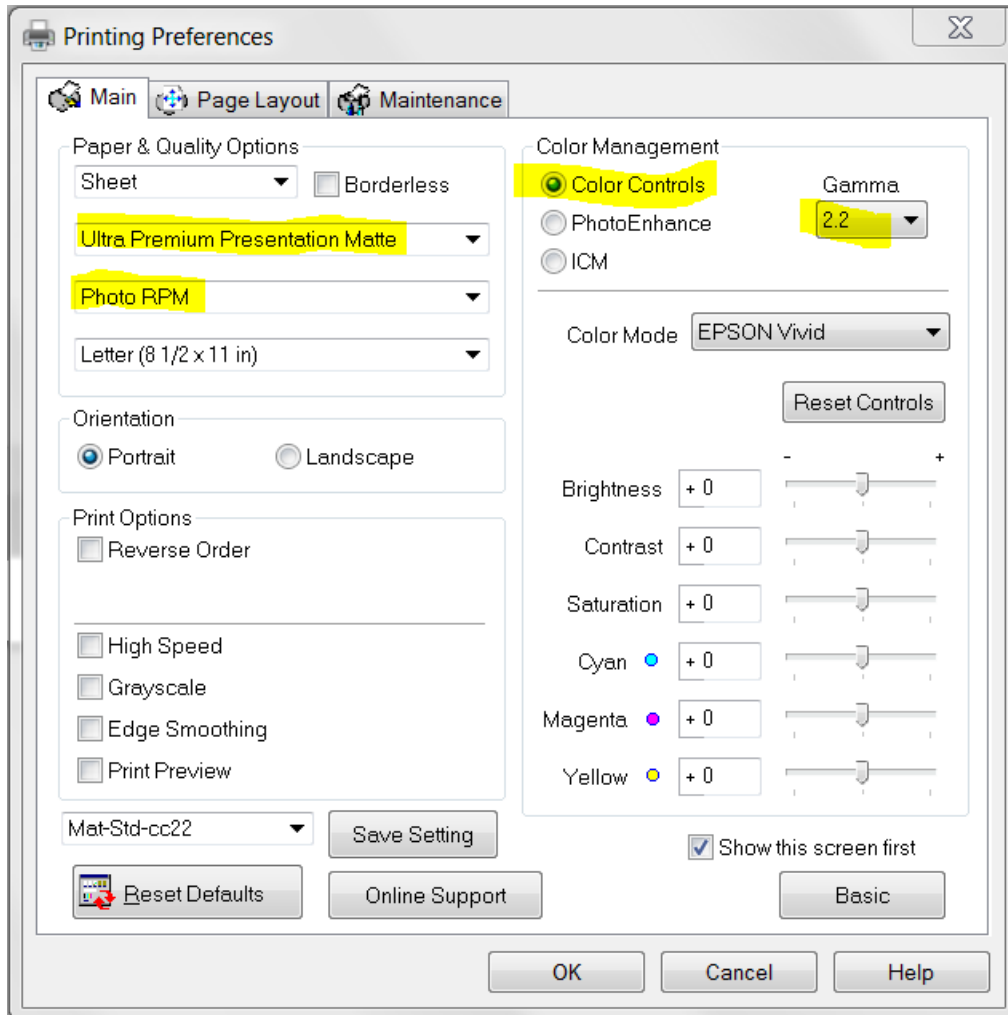 Printing Preferences
Main
Page Layout
Maintenance
Paper & Quality Options
Sheet
Borderless
Ultra Premium Presentation Matte
Photo RPM
Letter (8 1/2 x 11 in)
Orientation
Portrait
Landscape
Print Options
Reverse Order
High Speed
Grayscale
Edge Smoothing
Print Preview
Mat-Std-cc22
Save Setting
Reset Defaults
Online Support
Color Management
Color Controls
PhotoEnhance
ICM
Gamma
2.2
Color Mode EPSON Vivid
Reset Controls
- +
Brightness + 0
Contrast + 0
Saturation + 0
Cyan + 0
Magenta + 0
Yellow + 0
Show this screen first
Basic
OK
Cancel
Help